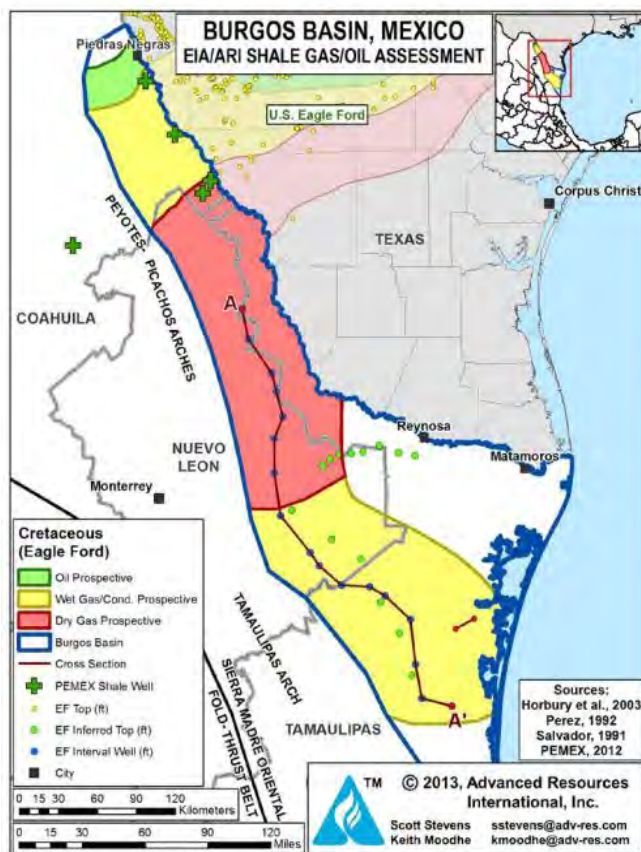 BURGOS BASIN, MEXICO
EIA/ARI SHALE GAS/OIL ASSESSMENT
Piedras Negras
U.S. Eagle Ford
Corpus Christ
TEXAS
PEYOTES- PICACHOS ARCHES
COAHUILA
A
NUEVO
LEON
Reynosa
Matamoros
Monterrey
Cretaceous
(Eagle Ford)
Oil Prospective
Wet Gas/Cond. Prospective
Dry Gas Prospective
Burgos Basin
Cross Section
PEMEX Shale Well
EF Top (ft)
EF Inferred Top (ft)
EF Interval Well (ft)
City
TAMAULIPAS ARCH
SIERRA MADRE ORIENTAL
FOLD- THRUST BELT
TAMAULIPAS
A'
Sources:
Horbury et al., 2003
Perez, 1992
Salvador, 1991
PEMEX, 2012
0 15 30 60 90 120
Kilometers
0 15 30 60 90 120
Miles
TM
© 2013, Advanced Resources
International, Inc.
Scott Stevens sstevens@adv-res.com
Keith Moodhe kmoodhe@adv-res.com